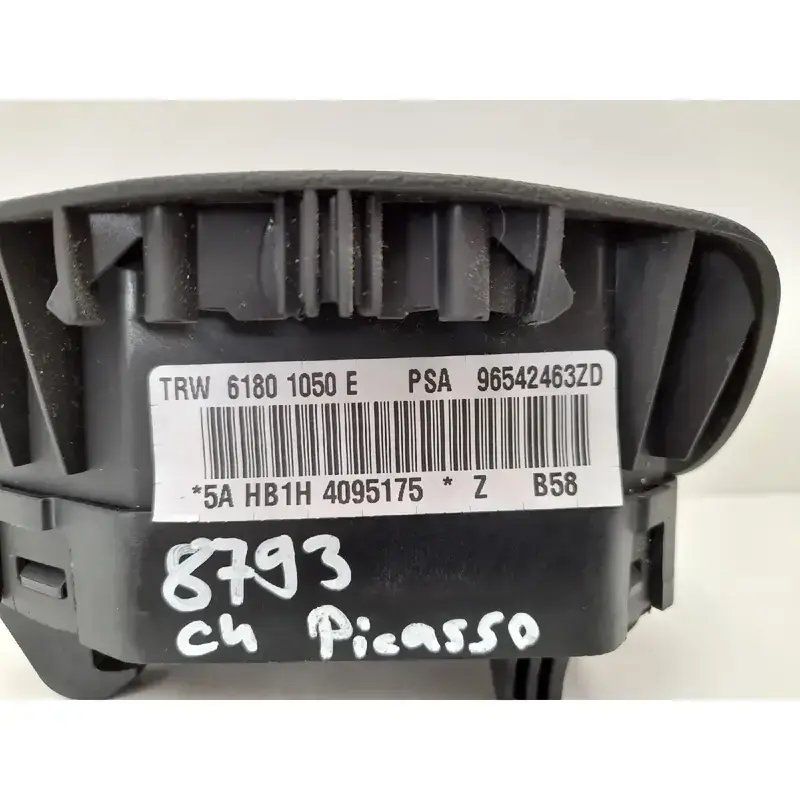 TRW 6180 1050 E PSA 96542463ZD
*5A HB1H 4095175 * Z B58
8793
C4 Picasso